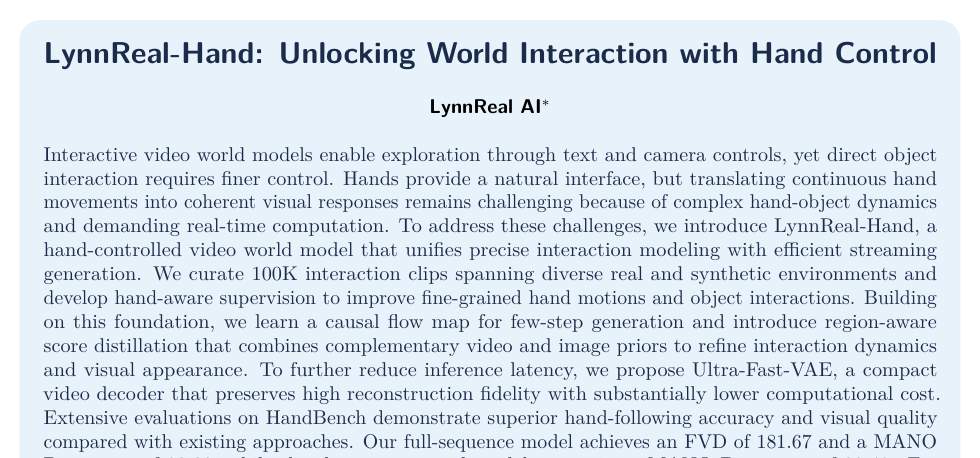 LynnReal-Hand: Unlocking World Interaction with Hand Control
LynnReal AI*
Interactive video world models enable exploration through text and camera controls, yet direct object
interaction requires finer control. Hands provide a natural interface, but translating continuous hand
movements into coherent visual responses remains challenging because of complex hand-object dynamics
and demanding real-time computation. To address these challenges, we introduce LynnReal-Hand, a
hand-controlled video world model that unifies precise interaction modeling with efficient streaming
generation. We curate 100K interaction clips spanning diverse real and synthetic environments and
develop hand-aware supervision to improve fine-grained hand motions and object interactions. Building
on this foundation, we learn a causal flow map for few-step generation and introduce region-aware
score distillation that combines complementary video and image priors to refine interaction dynamics
and visual appearance. To further reduce inference latency, we propose Ultra-Fast-VAE, a compact
video decoder that preserves high reconstruction fidelity with substantially lower computational cost.
Extensive evaluations on HandBench demonstrate superior hand-following accuracy and visual quality
compared with existing approaches. Our full-sequence model achieves an FVD of 181.67 and a MANO